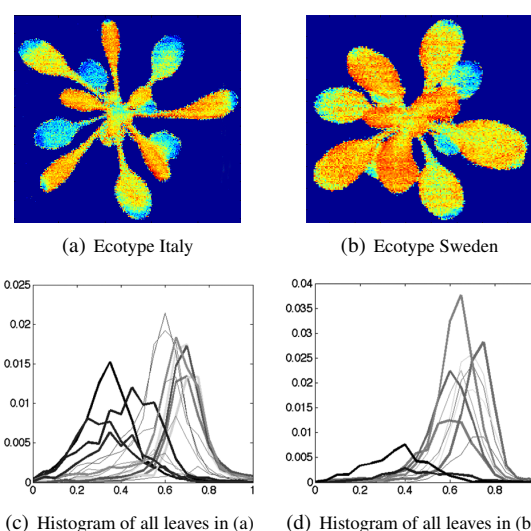 (a) Ecotype Italy
(b) Ecotype Sweden
0.025
0.02
0.015
0.01
0.005
0
0 0.2 0.4 0.6 0.8 1
0.04
0.035
0.03
0.025
0.02
0.015
0.01
0.005
0
0 0.2 0.4 0.6 0.8
(c) Histogram of all leaves in (a)
(d) Histogram of all leaves in (b